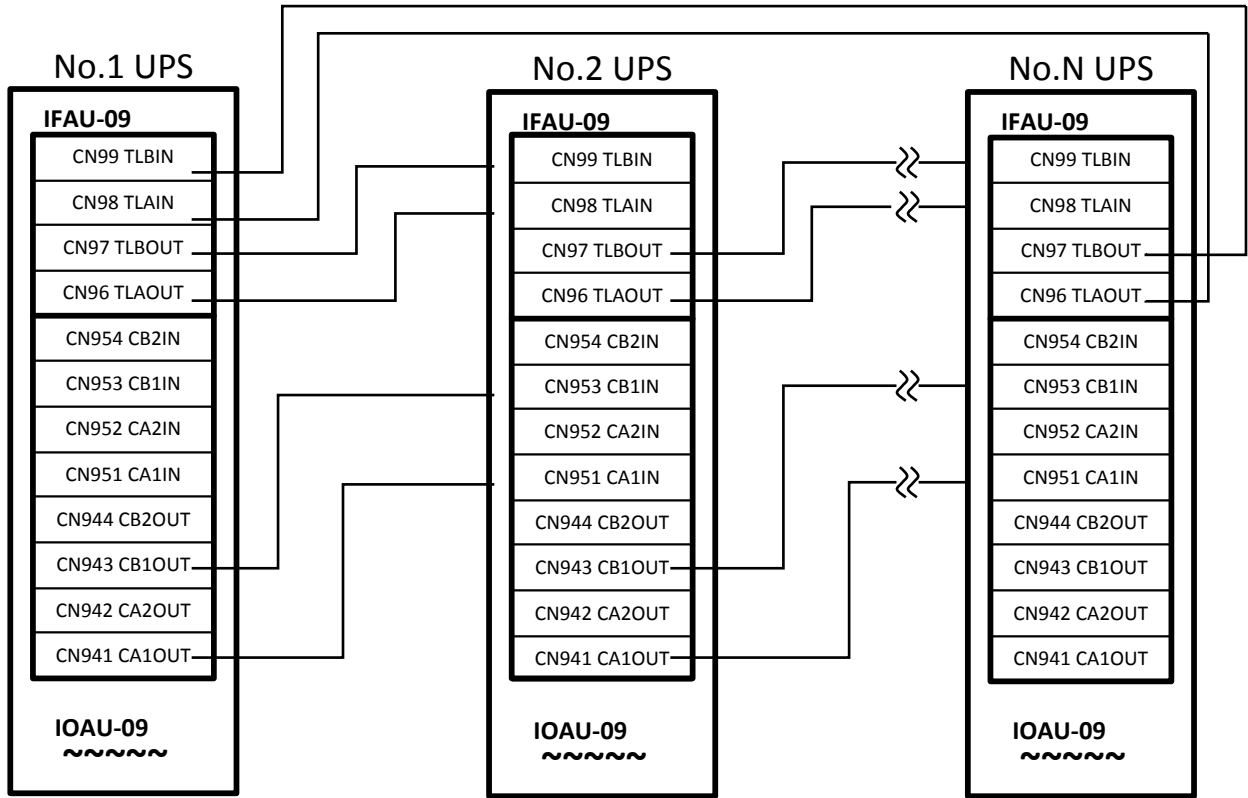 No.1 UPS
IFAU-09
CN99 TLBIN
CN98 TLAIN
CN97 TLBOUT
CN96 TLAOUT
CN954 CB2IN
CN953 CB1IN
CN952 CA2IN
CN951 CA1IN
CN944 CB2OUT
CN943 CB1OUT
CN942 CA2OUT
CN941 CA1OUT
IOAU-09
~~~~~
No.2 UPS
IFAU-09
CN99 TLBIN
CN98 TLAIN
CN97 TLBOUT
CN96 TLAOUT
CN954 CB2IN
CN953 CB1IN
CN952 CA2IN
CN951 CA1IN
CN944 CB2OUT
CN943 CB1OUT
CN942 CA2OUT
CN941 CA1OUT
IOAU-09
~~~~~
No.N UPS
IFAU-09
CN99 TLBIN
CN98 TLAIN
CN97 TLBOUT
CN96 TLAOUT
CN954 CB2IN
CN953 CB1IN
CN952 CA2IN
CN951 CA1IN
CN944 CB2OUT
CN943 CB1OUT
CN942 CA2OUT
CN941 CA1OUT
IOAU-09
~~~~~